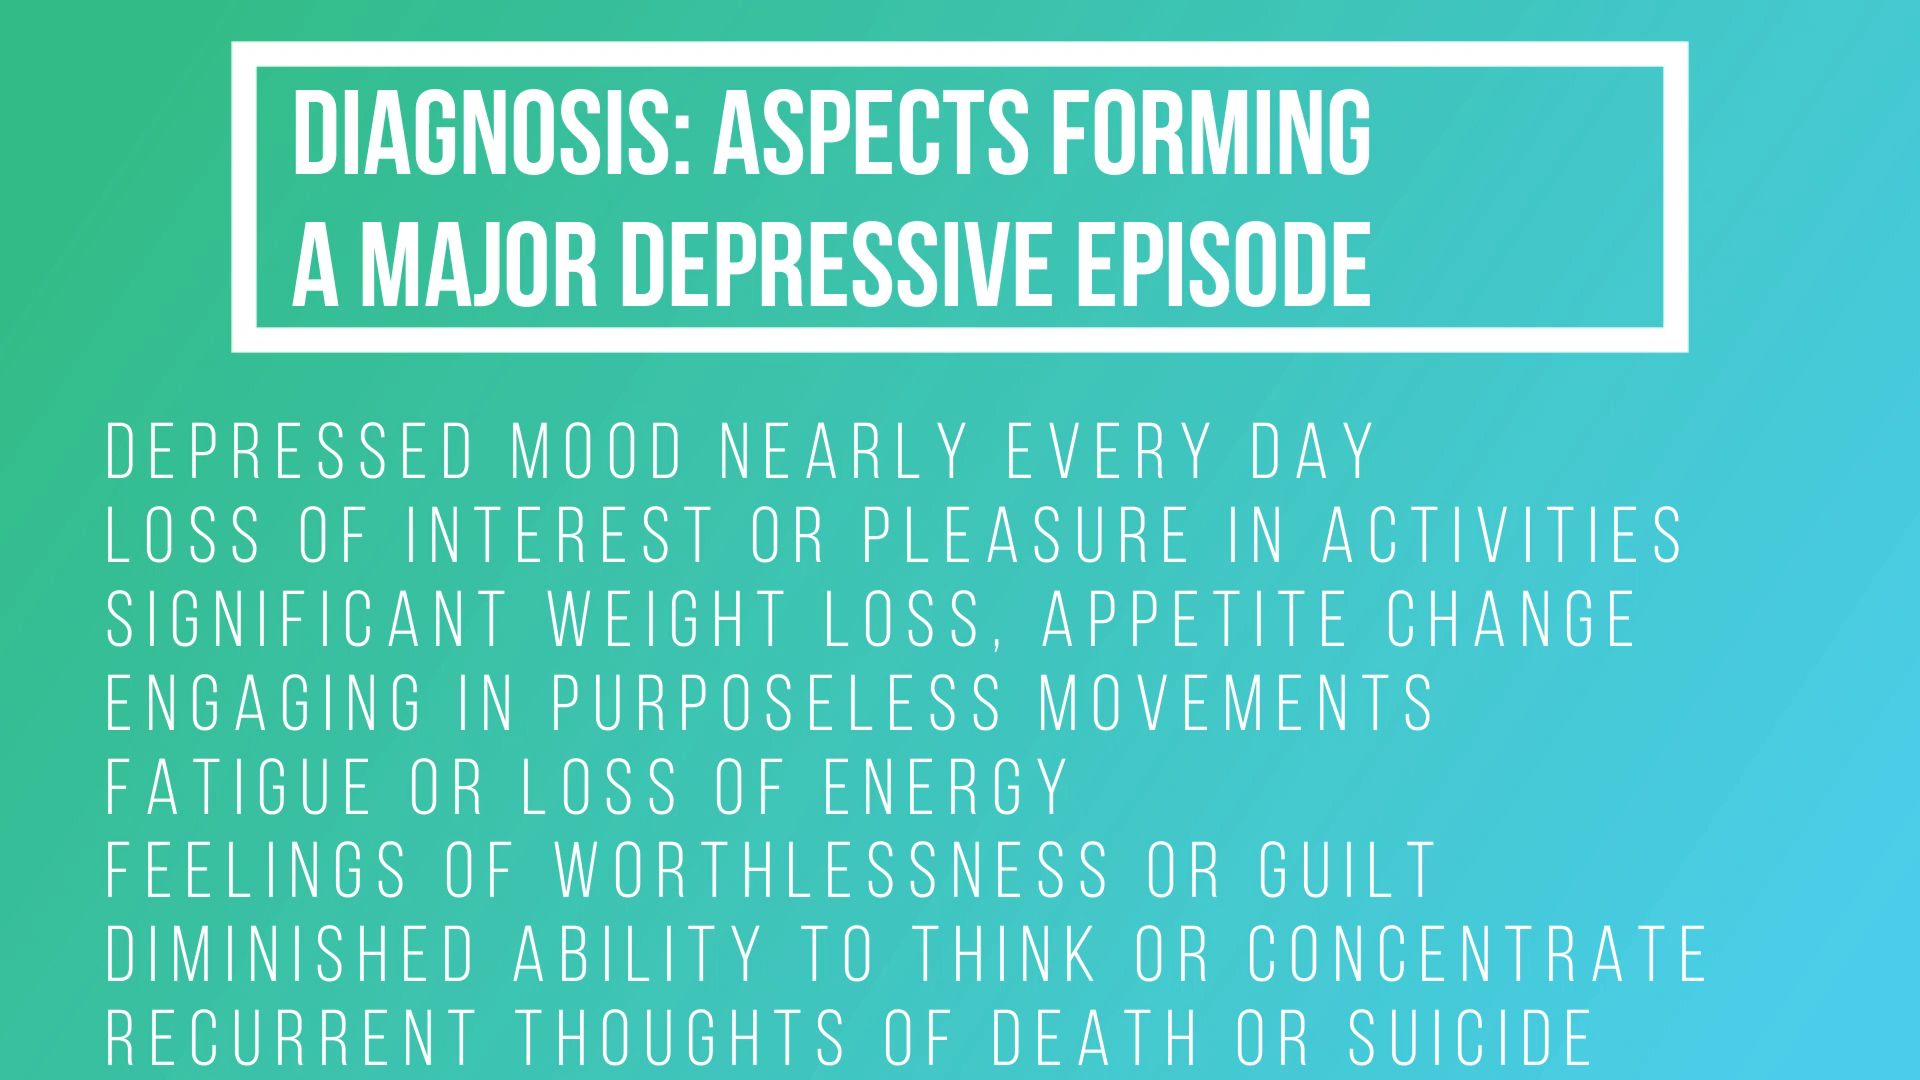 DIAGNOSIS: ASPECTS FORMING
A MAJOR DEPRESSIVE EPISODE
DEPRESSED MOOD NEARLY EVERY DAY
LOSS OF INTEREST OR PLEASURE IN ACTIVITIES
SIGNIFICANT WEIGHT LOSS, APPETITE CHANGE
ENGAGING IN PURPOSELESS MOVEMENTS
FATIGUE OR LOSS OF ENERGY
FEELINGS OF WORTHLESSNESS OR GUILT
DIMINISHED ABILITY TO THINK OR CONCENTRATE
RECURRENT THOUGHTS OF DEATH OR SUICIDE